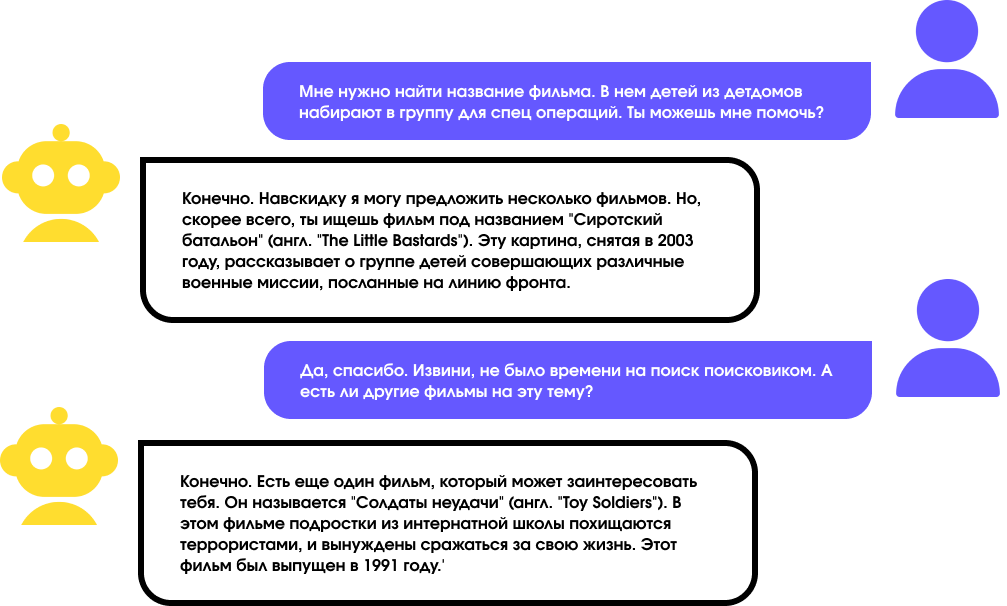 Мне нужно найти название фильма. В нем детей из детдомов
набирают в группу для спец операций. Ты можешь мне помочь?
Конечно. Навскидку я могу предложить несколько фильмов. Но,
скорее всего, ты ищешь фильм под названием "Сиротский
батальон" (англ. "The Little Bastards"). Эту картина, снятая в 2003
году, рассказывает о группе детей совершающих различные
военные миссии, посланные на линию фронта.
Да, спасибо. Извини, не было времени на поиск поисковиком. А
есть ли другие фильмы на эту тему?
Конечно. Есть еще один фильм, который может заинтересовать
тебя. Он называется "Солдаты неудачи" (англ. "Toy Soldiers"). В
этом фильме подростки из интернатной школы похищаются
террористами, и вынуждены сражаться за свою жизнь. Этот
фильм был выпущен в 1991 году.'